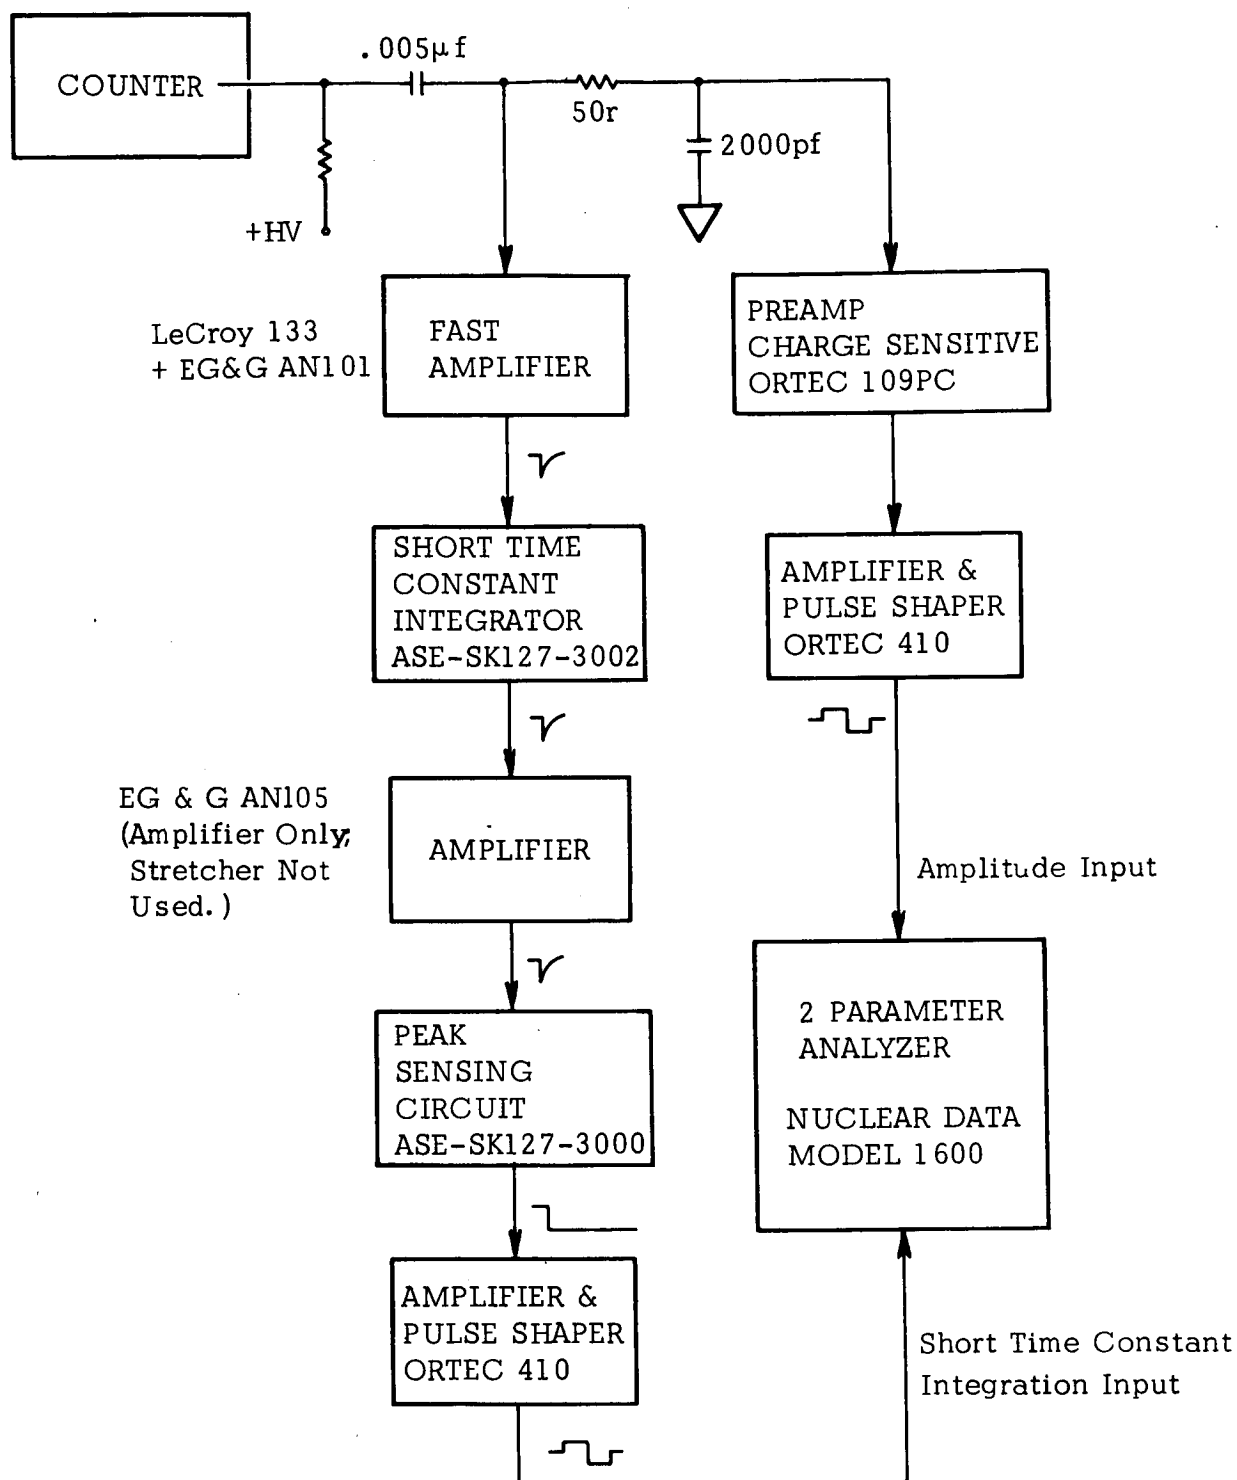 COUNTER
.005μf
50r
2000pf
+HV
LeCroy 133
+ EG&G AN101
FAST
AMPLIFIER
PREAMP
CHARGE SENSITIVE
ORTEC 109PC
SHORT TIME
CONSTANT
INTEGRATOR
ASE-SK127-3002
AMPLIFIER &
PULSE SHAPER
ORTEC 410
EG & G AN105
(Amplifier Only;
Stretcher Not
Used.)
AMPLIFIER
Amplitude Input
PEAK
SENSING
CIRCUIT
ASE-SK127-3000
2 PARAMETER
ANALYZER
NUCLEAR DATA
MODEL 1600
AMPLIFIER &
PULSE SHAPER
ORTEC 410
Short Time Constant
Integration Input